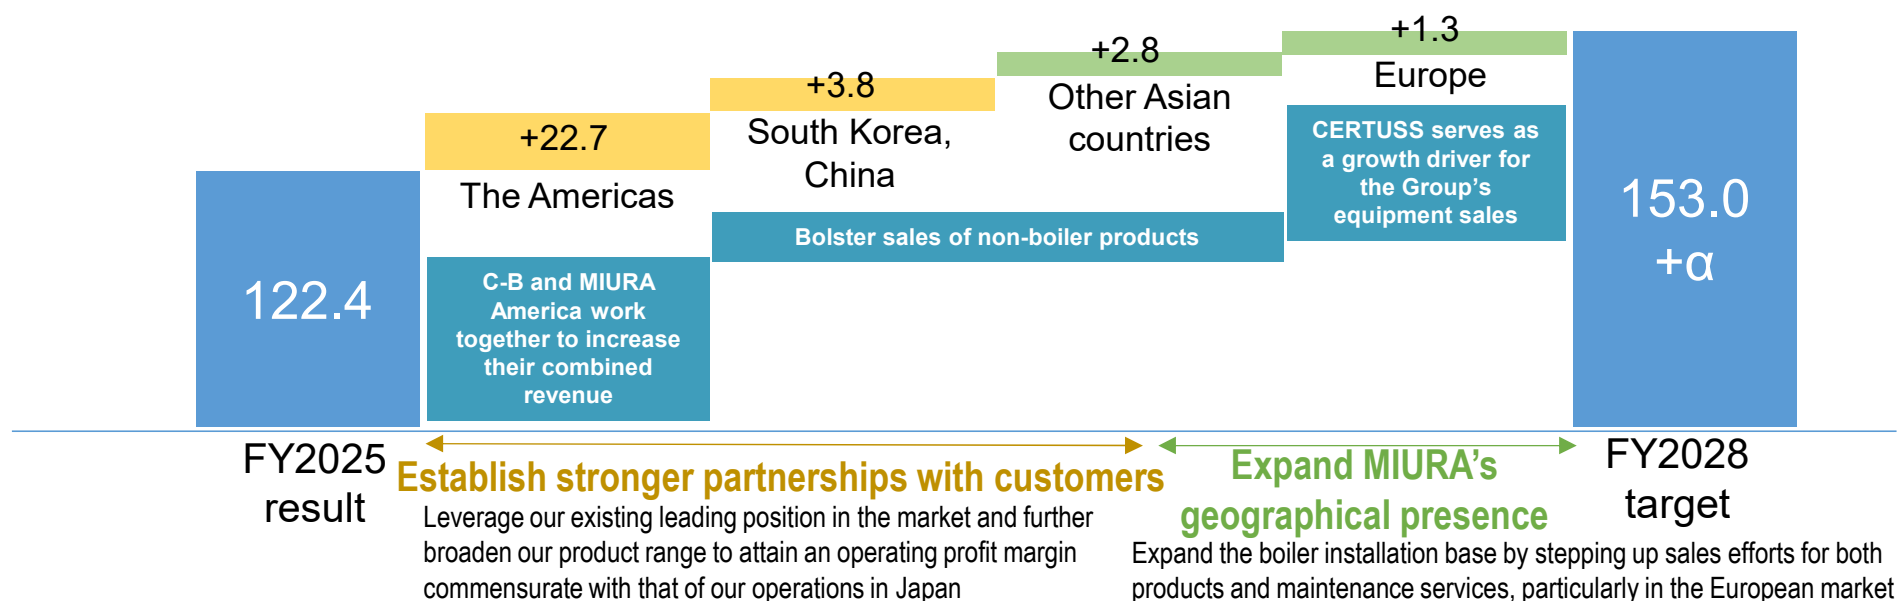 122.4
FY2025
result
+22.7
The Americas
C-B and MIURA
America work
together to increase
their combined
revenue
+3.8
South Korea,
China
+2.8
Other Asian
countries
Bolster sales of non-boiler products
+1.3
Europe
CERTUSS serves as
a growth driver for
the Group’s
equipment sales
153.0
+α
FY2028
target
Establish stronger partnerships with customers
Leverage our existing leading position in the market and further
broaden our product range to attain an operating profit margin
commensurate with that of our operations in Japan
Expand MIURA’s
geographical presence
Expand the boiler installation base by stepping up sales efforts for both
products and maintenance services, particularly in the European market